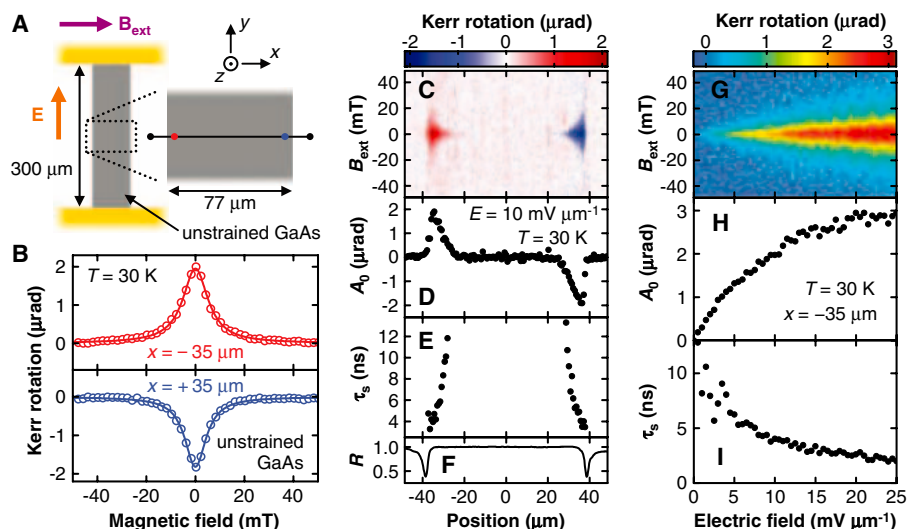 A
B_ext
y
x
z
E
300 μm
77 μm
unstrained GaAs
B
T = 30 K
x = − 35 μm
x = + 35 μm
unstrained
GaAs
Kerr rotation (μrad)
2
1
0
0
-1
-2
-40 -20 0 20 40
Magnetic field (mT)
Kerr rotation (μrad)
-2 -1 0 1 2
C
B_ext (mT)
40
20
0
-20
-40
E = 10 mV μm⁻¹
T = 30 K
D
A₀ (μrad)
2
1
0
-1
-2
E
τ_s (ns)
12
10
8
6
4
F
R
1.0
0.5
-40 -20 0 20 40
Position (μm)
Kerr rotation (μrad)
0 1 2 3
G
B_ext (mT)
40
20
0
-20
-40
H
A₀ (μrad)
3
2
1
0
T = 30 K
x = −35 μm
I
τ_s (ns)
10
5
0
0 5 10 15 20 25
Electric field (mV μm⁻¹)